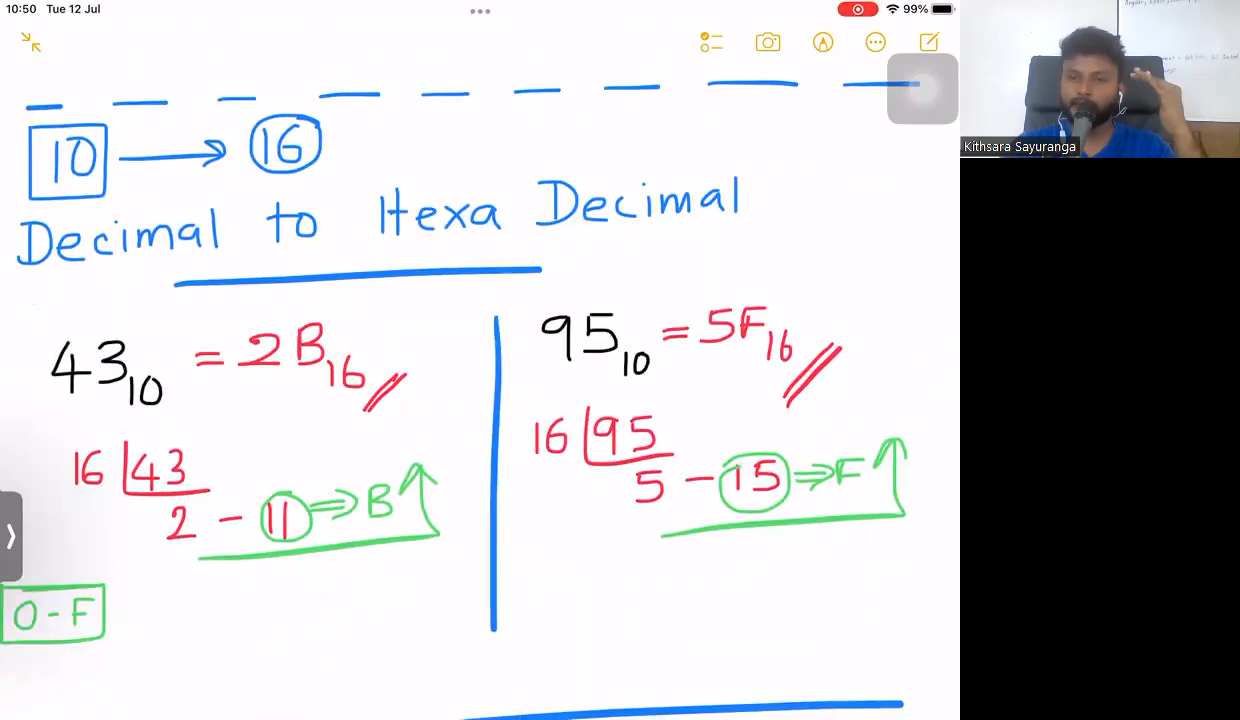 10:50 Tue 12 Jul
99%
10 → 16
Decimal to Hexa Decimal
43₁₀ = 2B₁₆
16 43
2 - 11 ⇒ B
0 - F
95₁₀ = 5F₁₆
16 95
5 - 15 ⇒ F
Kithsara Sayuranga